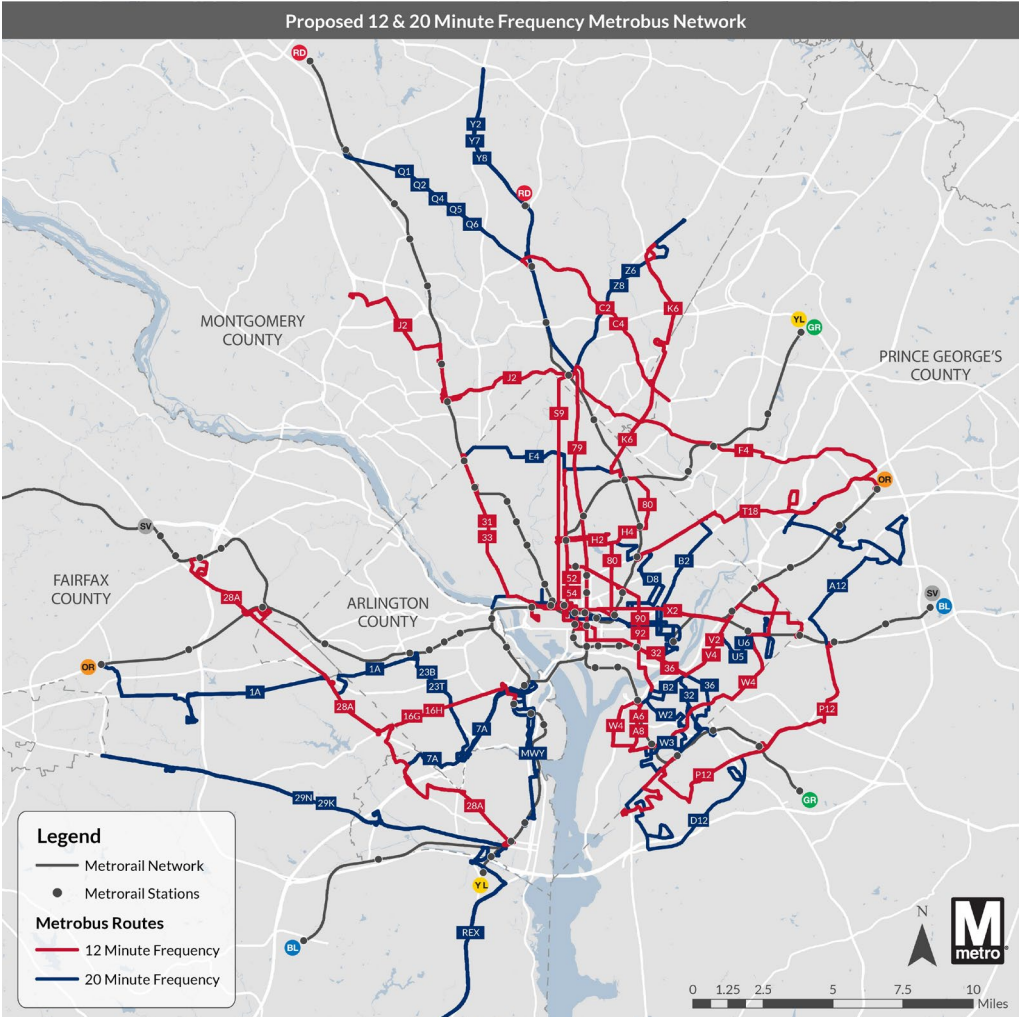 Proposed 12 & 20 Minute Frequency Metrobus Network
RD
Y2
Y7
Y8
Q1
Q2
Q4
Q5
Q6
RD
Z6
Z8
K6
C2
C4
J2
MONTGOMERY
COUNTY
YL
GR
PRINCE GEORGE'S
COUNTY
J2
S9
79
K6
E4
F4
OR
31
33
80
T18
SV
H2
H4
80
B2
D8
52
54
A12
SV
BL
FAIRFAX
COUNTY
28A
ARLINGTON
COUNTY
X2
90
92
V2
V4
U6
U5
32
36
OR
1A
1A
23B
23T
B2
32
36
W4
28A
16G
16H
W2
W4
A6
A8
P12
7A
7A
MWY
W3
P12
29N
29K
28A
D12
GR
YL
REX
BL
Legend
Metrorail Network
Metrorail Stations
Metrobus Routes
12 Minute Frequency
20 Minute Frequency
N
M
metro
0 1.25 2.5 5 7.5 10
Miles